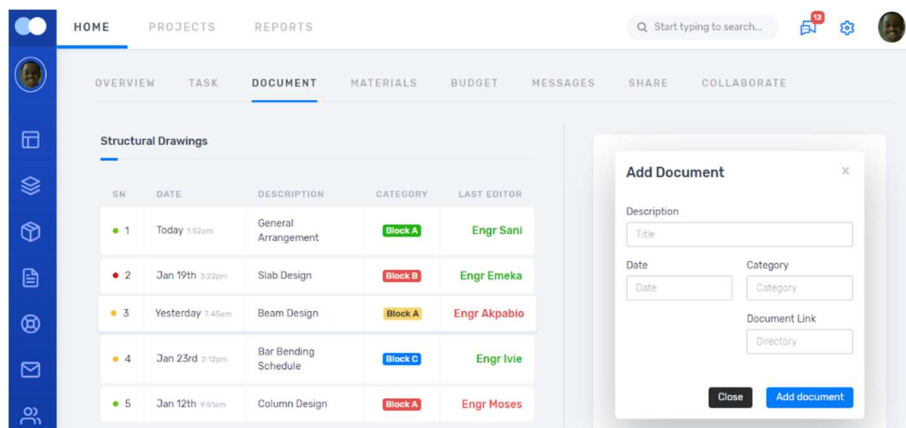 HOME PROJECTS REPORTS Start typing to search... 12
OVERVIEW TASK DOCUMENT MATERIALS BUDGET MESSAGES SHARE COLLABORATE
Structural Drawings
SN DATE DESCRIPTION CATEGORY LAST EDITOR
1 Today 1:52am General Arrangement Block A Engr Sani
2 Jan 19th 3:22pm Slab Design Block B Engr Emeka
3 Yesterday 7:45am Beam Design Block A Engr Akpabio
4 Jan 23rd 2:12pm Bar Bending Schedule Block C Engr Ivie
5 Jan 12th 9:51am Column Design Block A Engr Moses
Add Document ×
Description
Title
Date Category
Date Category
Document Link
Directory
Close Add document